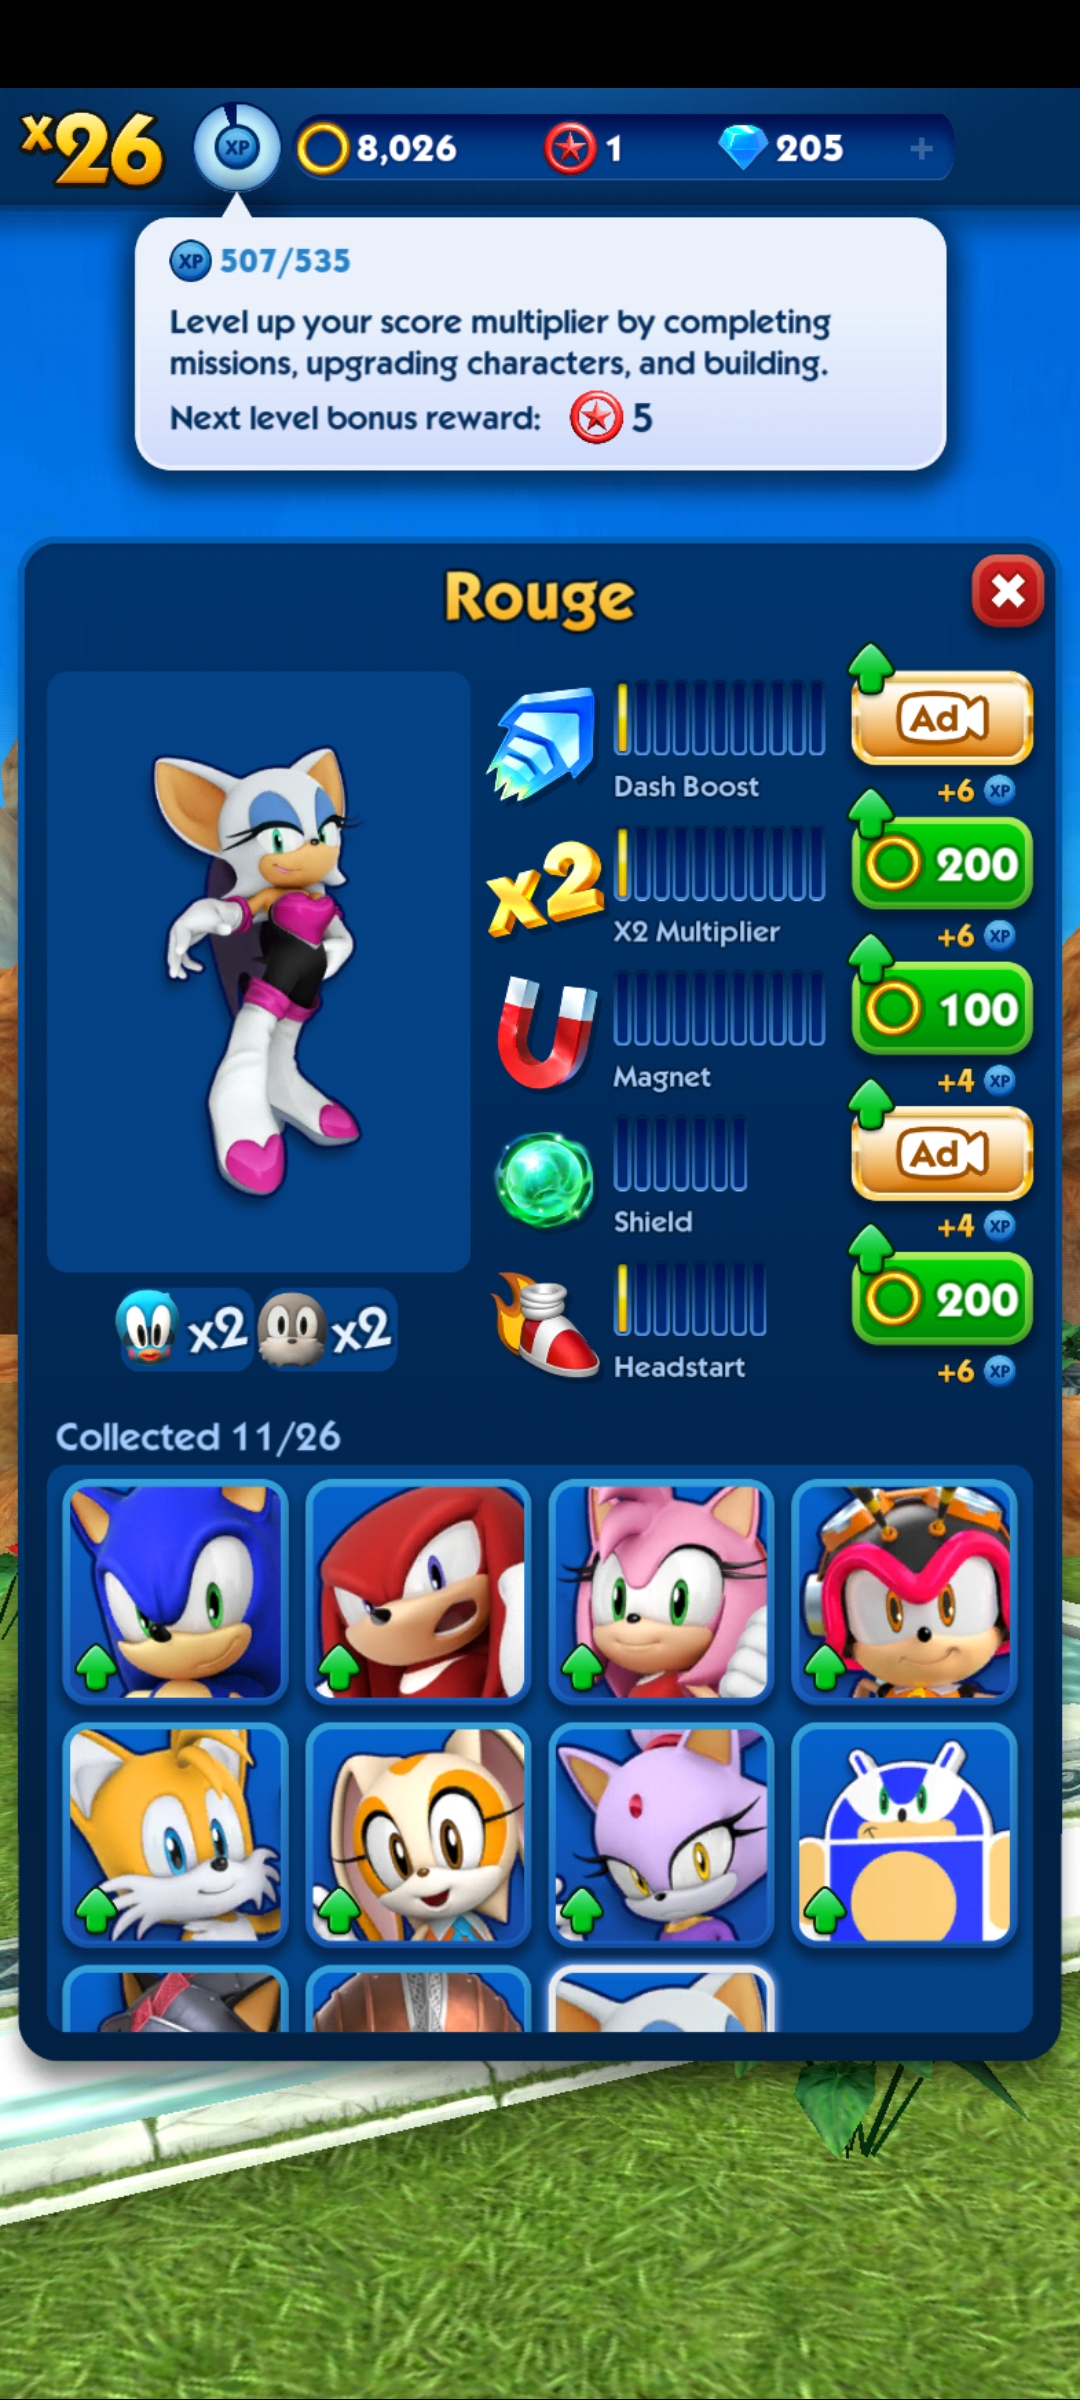 x26
XP
8,026
1
205
+
XP 507/535
Level up your score multiplier by completing
missions, upgrading characters, and building.
Next level bonus reward: 5
Rouge
Dash Boost
Ad
+6 XP
x2
X2 Multiplier
200
+6 XP
Magnet
100
+4 XP
Shield
Ad
+4 XP
Headstart
200
+6 XP
x2 x2
Collected 11/26